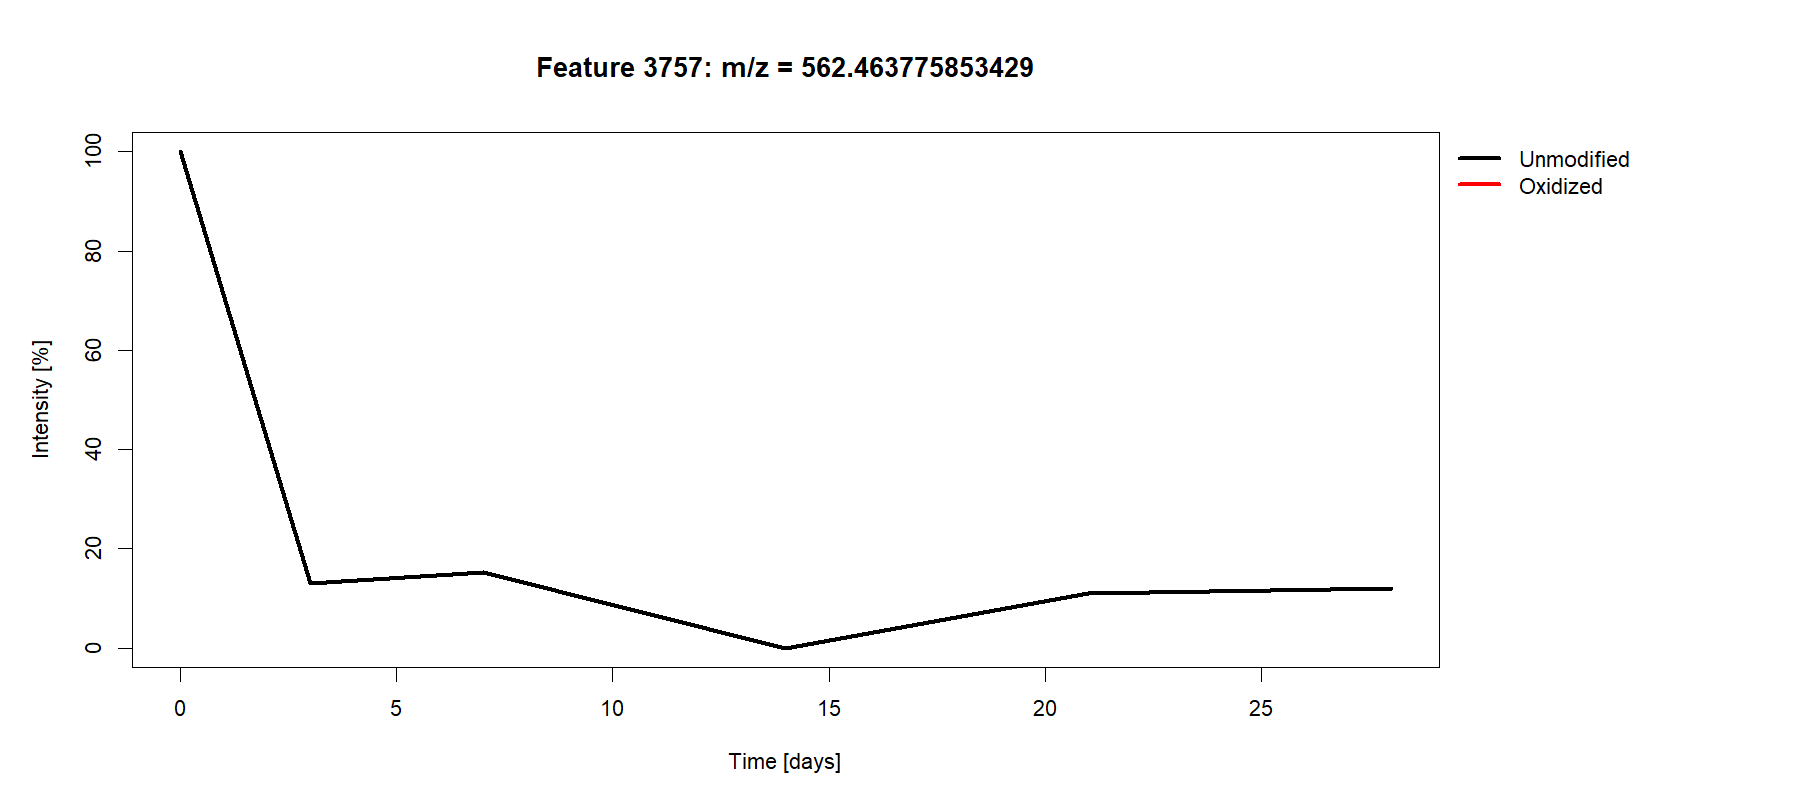 Feature 3757: m/z = 562.463775853429
Unmodified
Oxidized
Intensity [%]
100
80
60
40
20
0
0 5 10 15 20 25
Time [days]